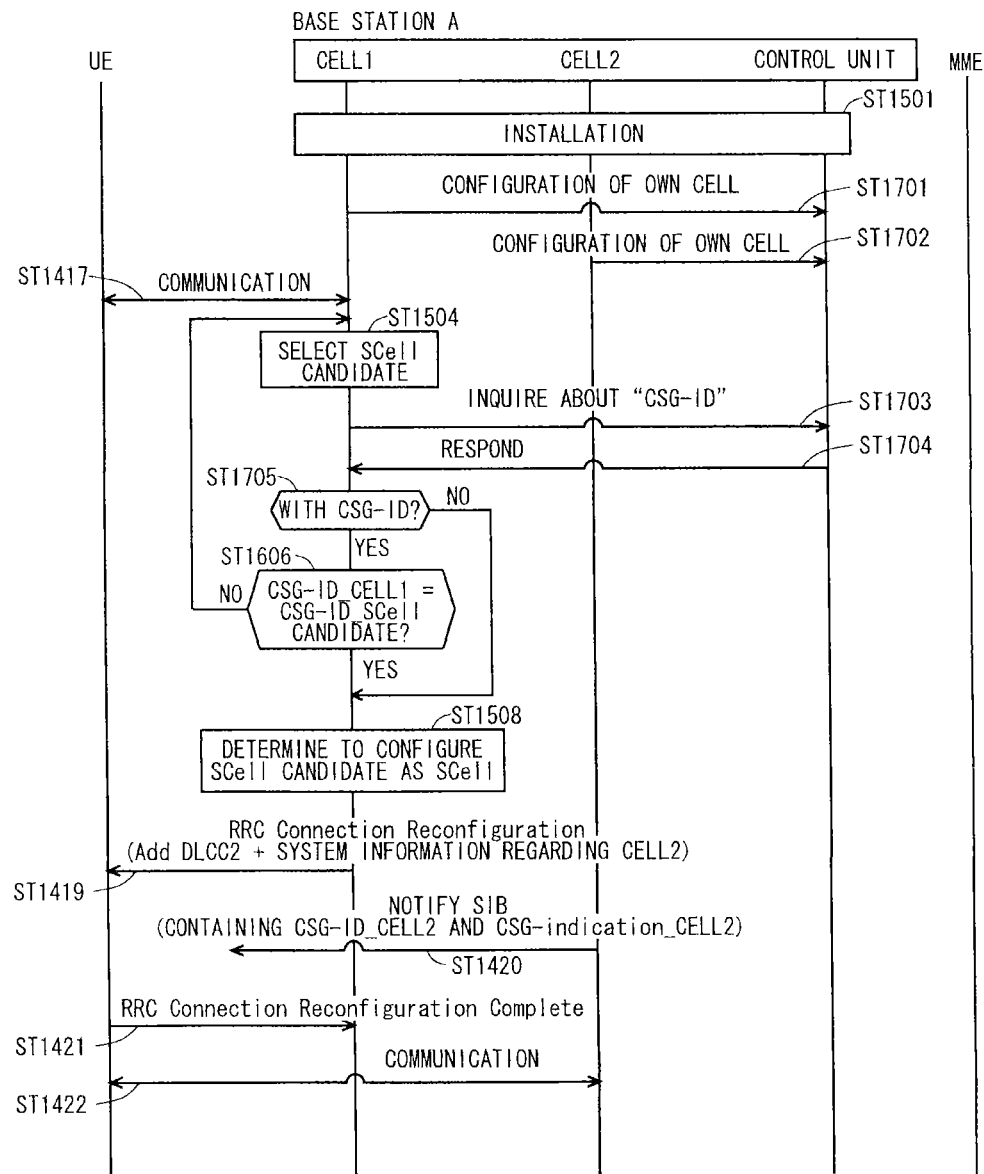 BASE STATION A
UE
CELL1
CELL2
CONTROL UNIT
MME
ST1501
INSTALLATION
CONFIGURATION OF OWN CELL
ST1701
CONFIGURATION OF OWN CELL
ST1702
ST1417
COMMUNICATION
ST1504
SELECT SCell
CANDIDATE
INQUIRE ABOUT “CSG-ID”
ST1703
RESPOND
ST1704
ST1705
WITH CSG-ID?
NO
YES
ST1606
NO
CSG-ID_CELL1 =
CSG-ID_SCell
CANDIDATE?
YES
ST1508
DETERMINE TO CONFIGURE
SCell CANDIDATE AS SCell
RRC Connection Reconfiguration
(Add DLCC2 + SYSTEM INFORMATION REGARDING CELL2)
ST1419
NOTIFY SIB
(CONTAINING CSG-ID_CELL2 AND CSG-indication_CELL2)
ST1420
RRC Connection Reconfiguration Complete
ST1421
COMMUNICATION
ST1422